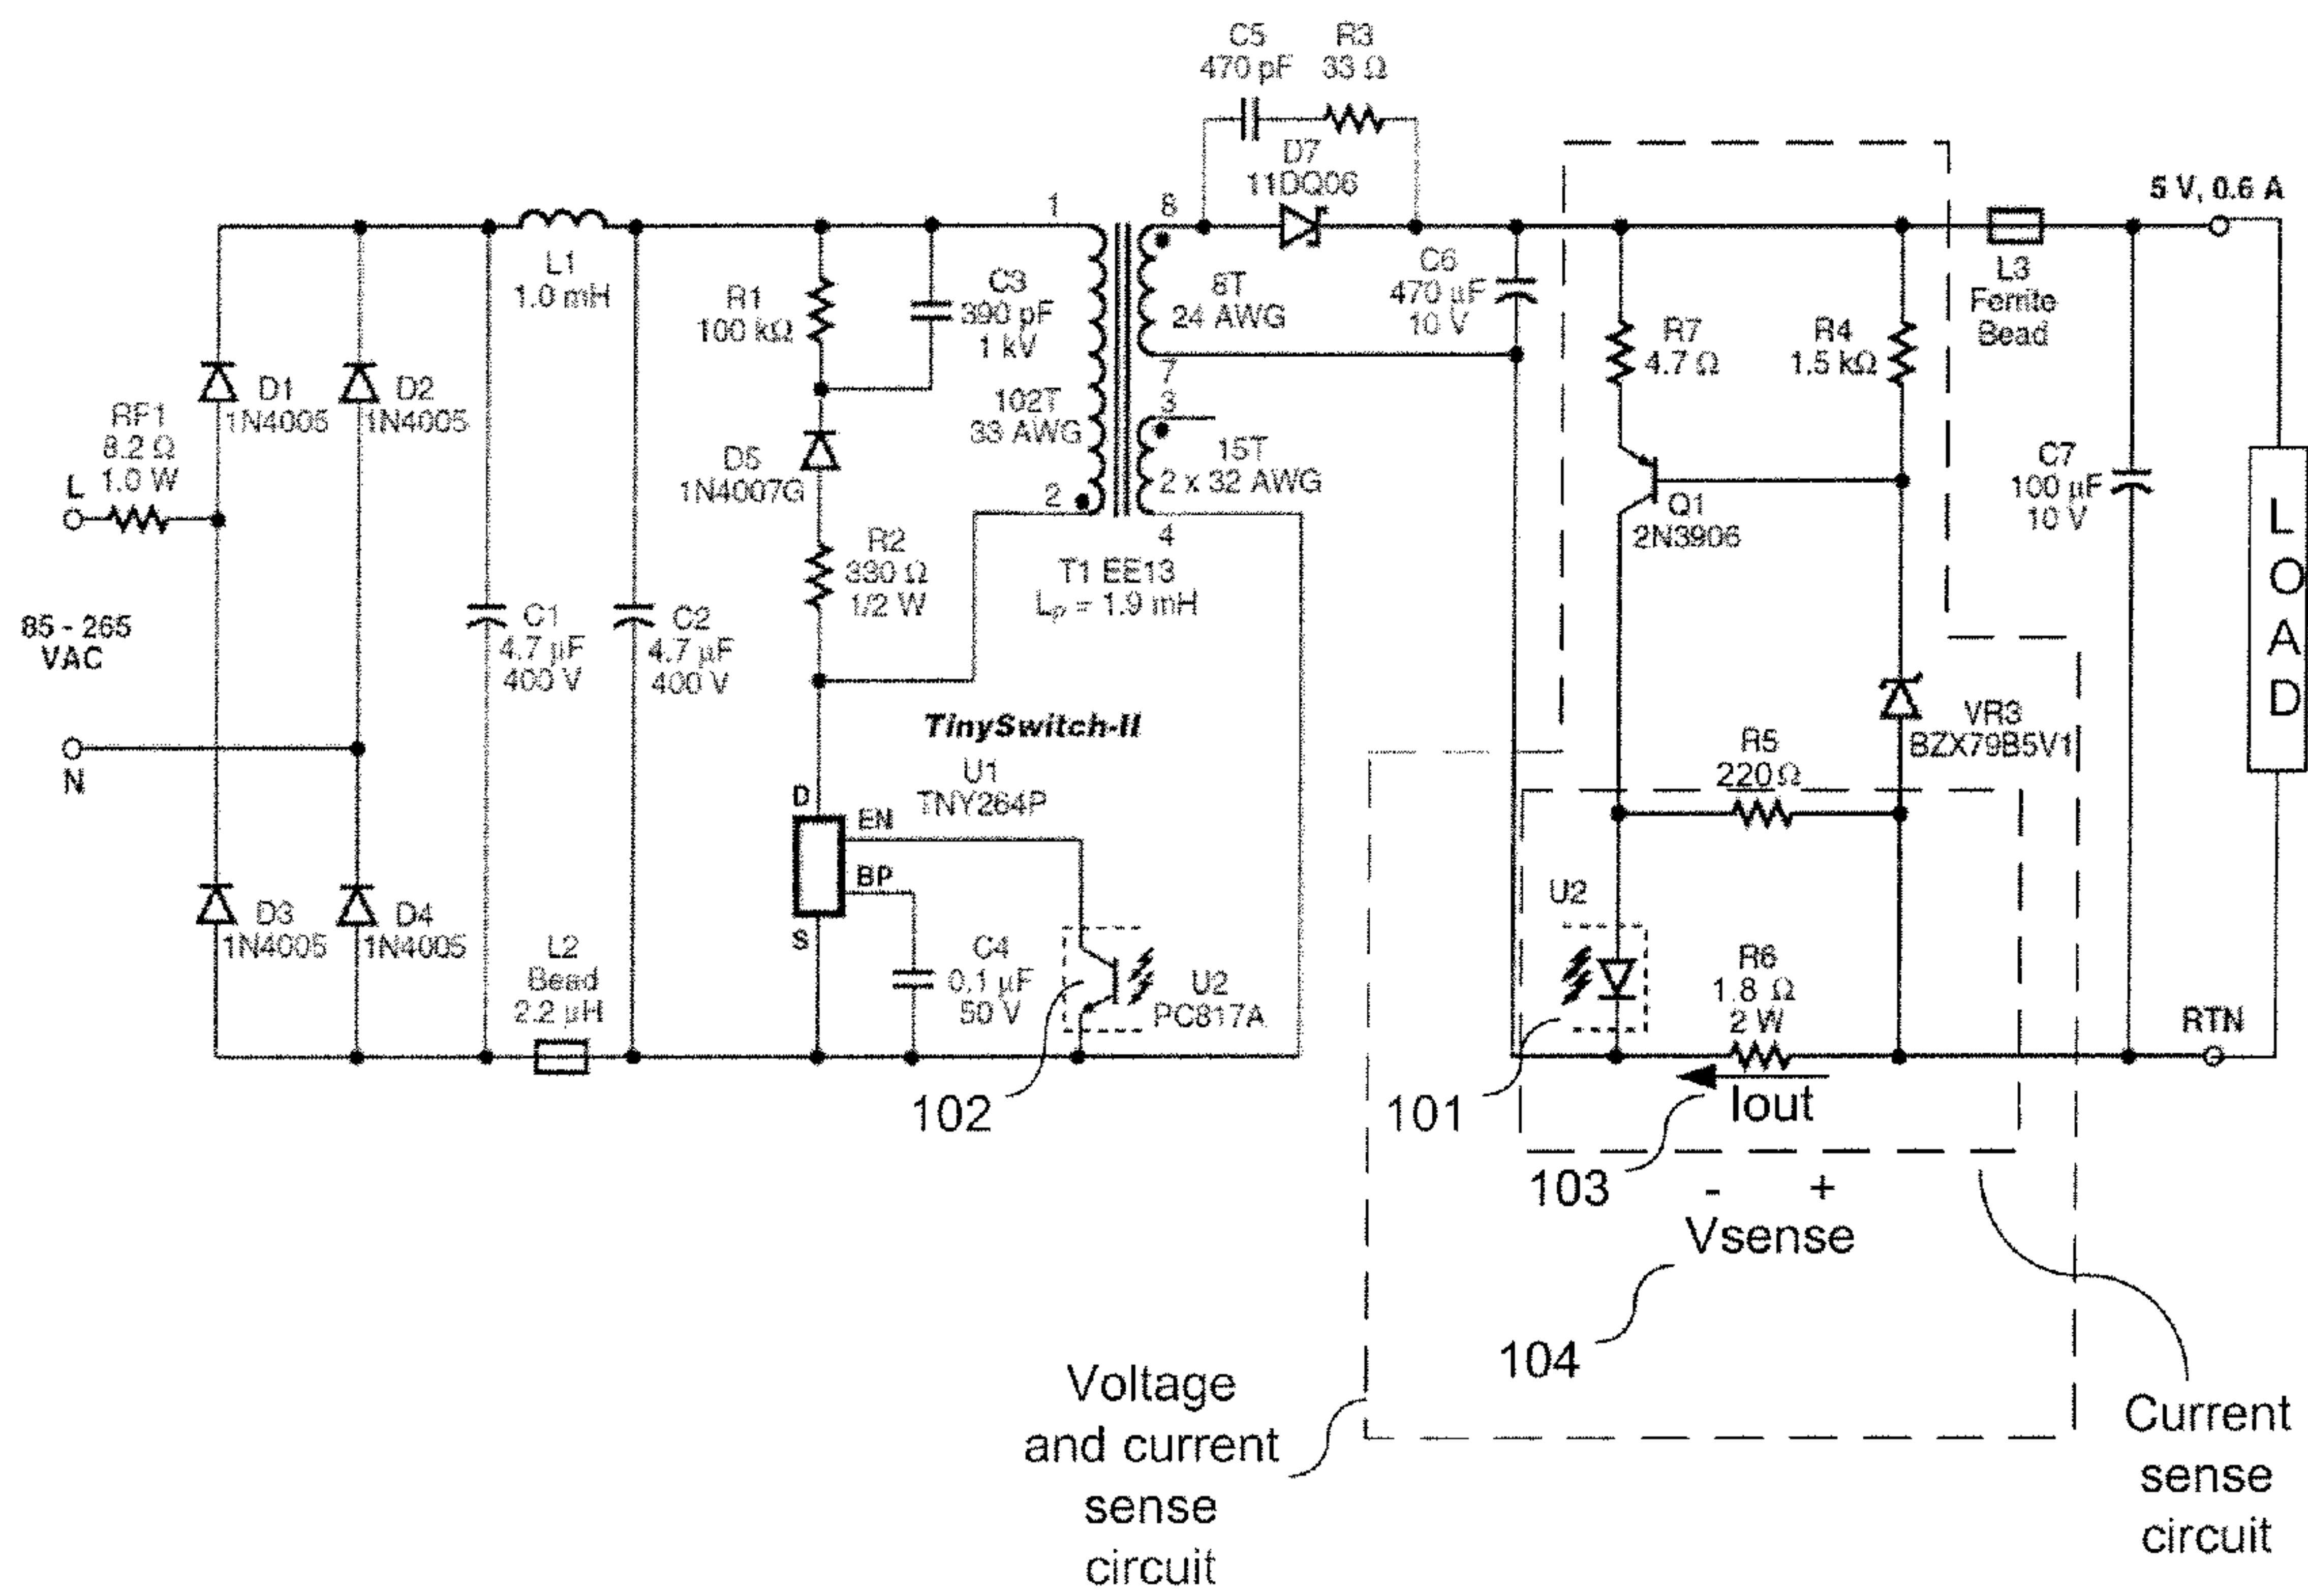 C5
470 pF
R3
33 Ω
D7
11DQ06
5 V, 0.6 A
1
8
L1
1.0 mH
R1
100 kΩ
C3
390 pF
1 kV
6T
24 AWG
C6
470 µF
10 V
L3
Ferrite
Bead
R7
4.7 Ω
R4
1.5 kΩ
7
3
D1
1N4005
D2
1N4005
RF1
8.2 Ω
1.0 W
L
102T
33 AWG
D5
1N4007G
15T
2 x 32 AWG
2
4
Q1
2N3906
C7
100 µF
10 V
L
O
A
D
R2
330 Ω
1/2 W
T1 EE13
Lp = 1.9 mH
85 - 265
VAC
C1
4.7 µF
400 V
C2
4.7 µF
400 V
N
TinySwitch-II
U1
TNY264P
VR3
BZX79B5V1
R5
220 Ω
D
EN
BP
S
U2
D3
1N4005
D4
1N4005
L2
Bead
2.2 µH
C4
0.1 µF
50 V
U2
PC817A
R6
1.8 Ω
2 W
RTN
102
101
Iout
103
- +
Vsense
104
Voltage
and current
sense
circuit
Current
sense
circuit